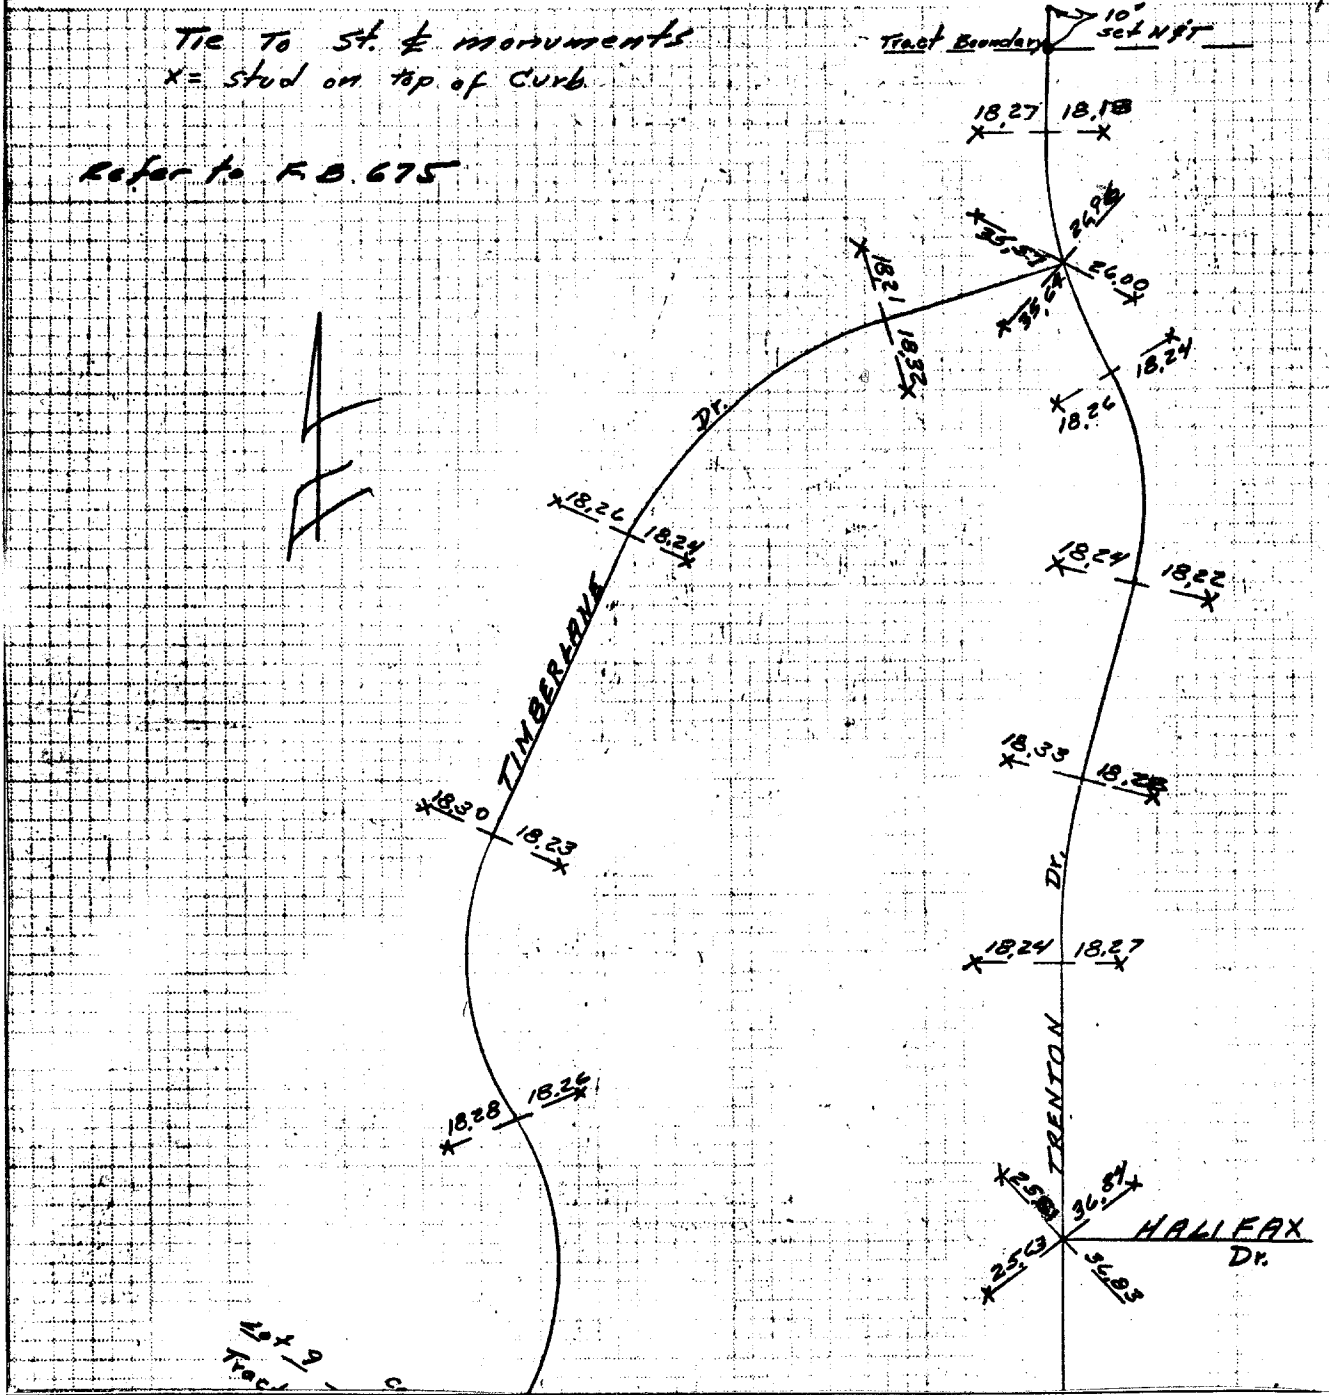 Tie To St. ℄ monuments
x = stud on top of Curb
Refer to F.B. 675
10'
set N&T
Tract Boundary
18.27 18.18
35.57
26.00
35.64
18.21
18.32
18.24
18.26
Dr.
18.26 18.24
18.24 18.22
TIMBERLANE
18.33
18.28
18.30 18.23
Dr.
18.24 18.27
TRENTON
18.28 18.26
36.84
25.63
36.83
HALIFAX
Dr.
Lot 9